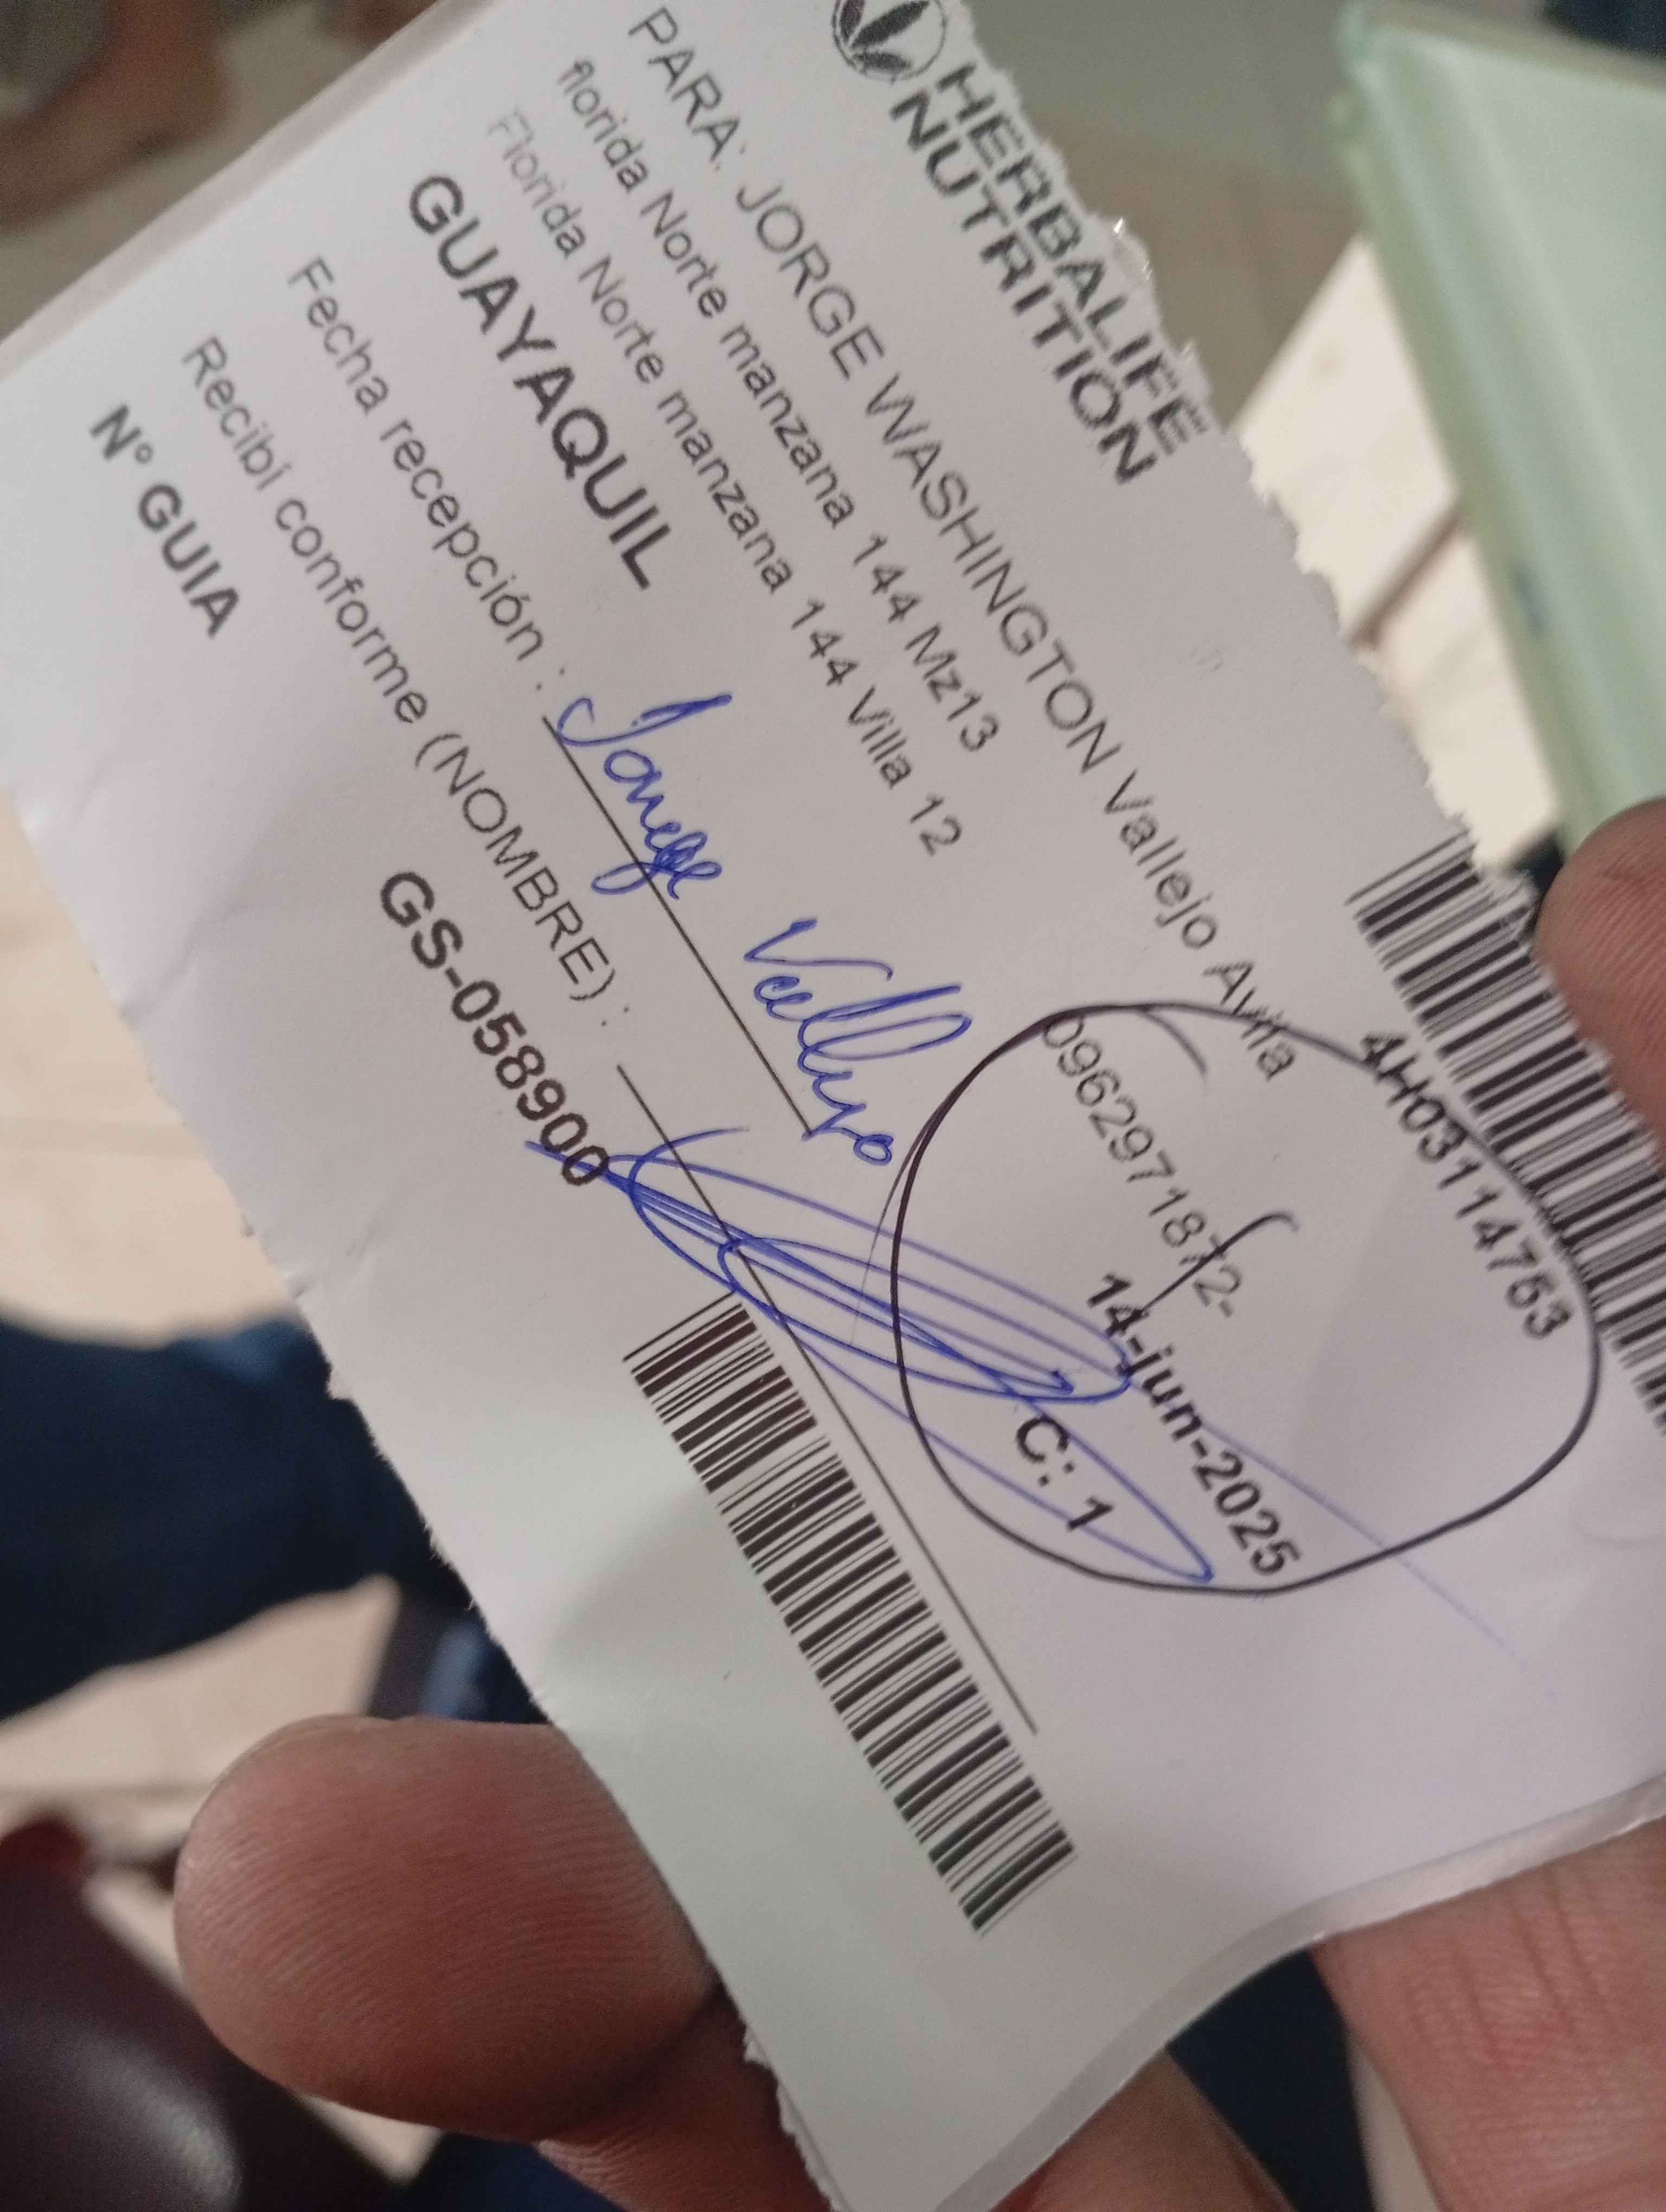 HERBALIFE
NUTRITION
4H03114753
PARA: JORGE WASHINGTON Vallejo Avila
florida Norte manzana 144 Mz13
0962971872-
Florida Norte manzana 144 Villa 12
14-jun-2025
GUAYAQUIL
C: 1
Fecha recepción : Jorge Vallejo
Recibí conforme (NOMBRE) :
N° GUIA GS-058900